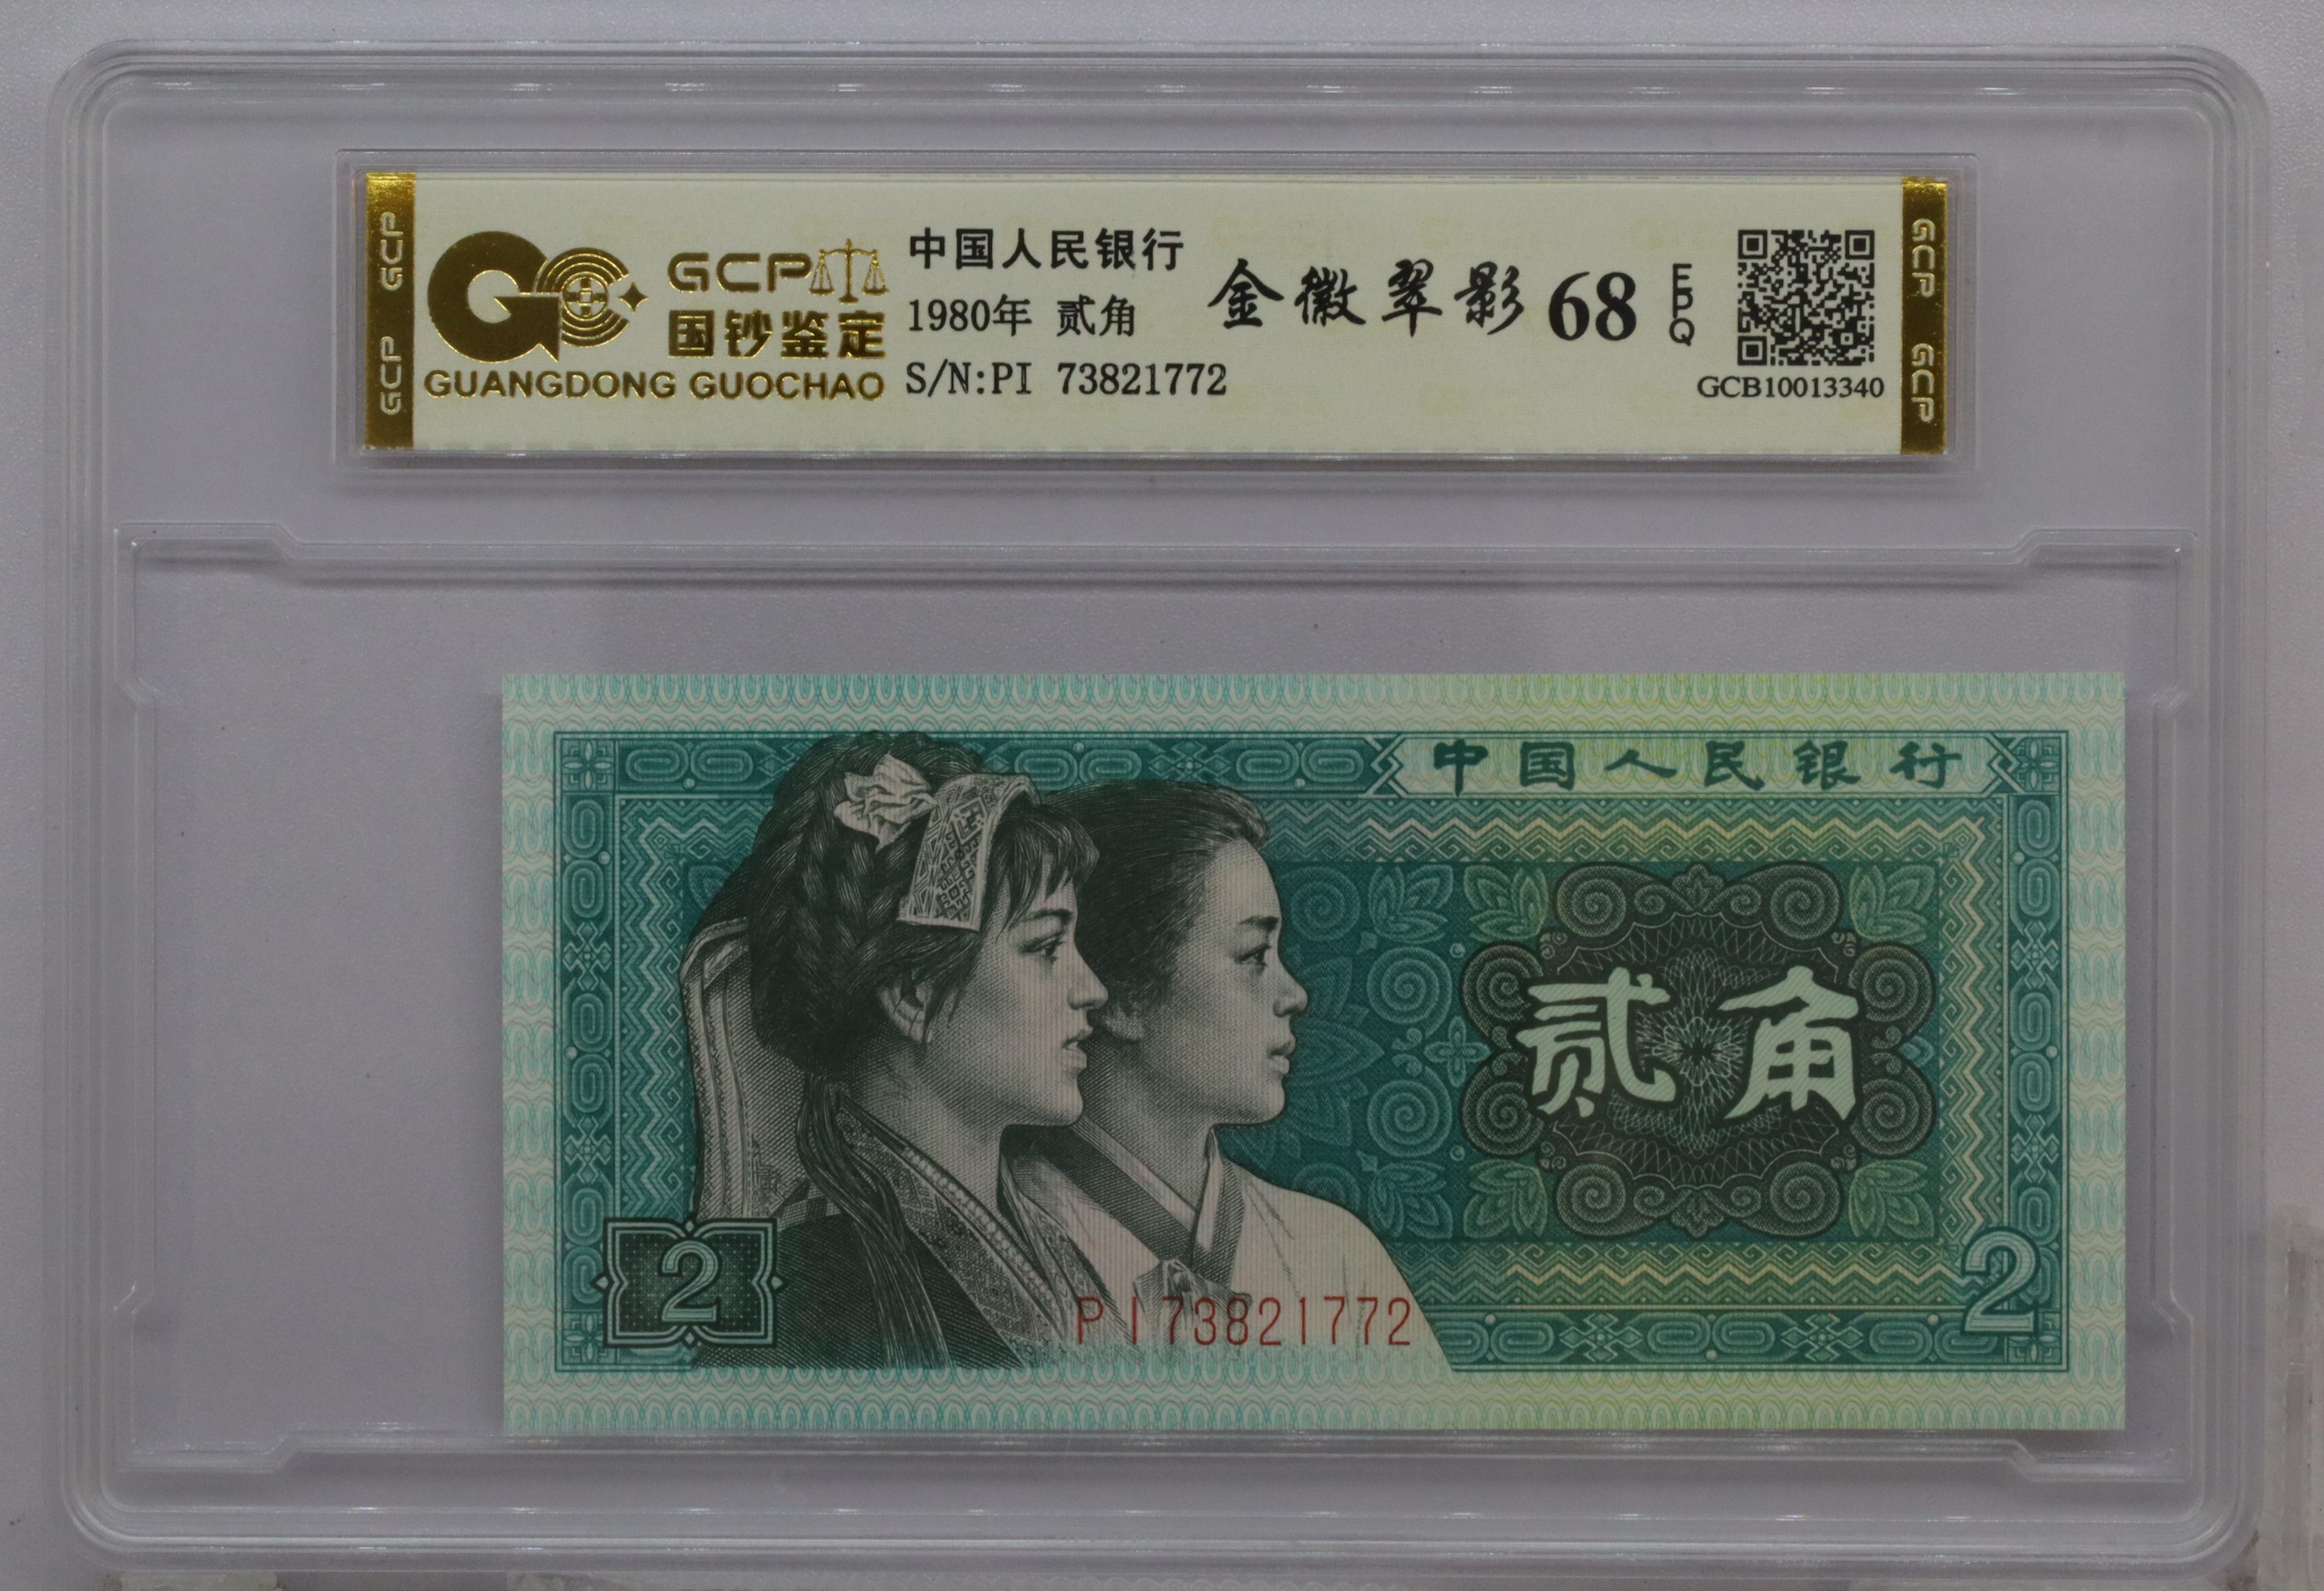 GCP GCP
GCP
国钞鉴定
GUANGDONG GUOCHAO
中国人民银行
1980年 贰角
S/N:PI 73821772
金徽翠影 68 EPQ
GCB10013340
GCP GCP
中国人民银行
贰角
2
PI73821772
2